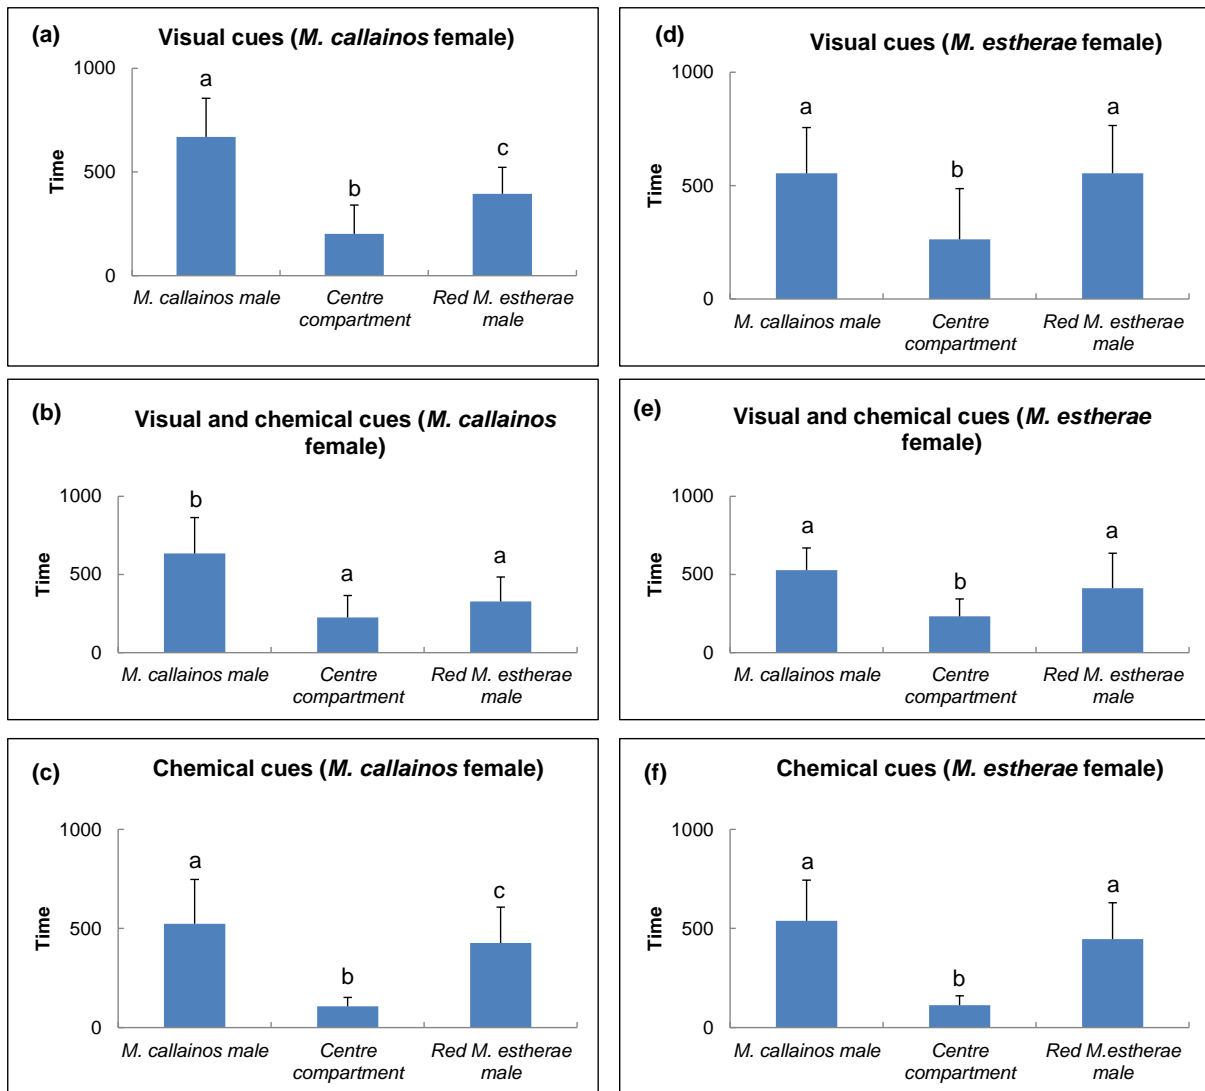 (a)
Visual cues (M. callainos female)
1000
500
0
Time
a
b
c
M. callainos male
Centre
compartment
Red M. estherae
male
(d)
Visual cues (M. estherae female)
1000
500
0
Time
a
b
a
M. callainos male
Centre
compartment
Red M. estherae
male
(b)
Visual and chemical cues (M. callainos
female)
1000
500
0
Time
b
a
a
M. callainos male
Centre
compartment
Red M. estherae
male
(e)
Visual and chemical cues (M. estherae
female)
1000
500
0
Time
a
b
a
M. callainos male
Centre
compartment
Red M. estherae
male
(c)
Chemical cues (M. callainos female)
1000
500
0
Time
a
b
c
M. callainos male
Centre
compartment
Red M. estherae
male
(f)
Chemical cues (M. estherae female)
1000
500
0
Time
a
b
a
M. callainos male
Centre
compartment
Red M.estherae
male